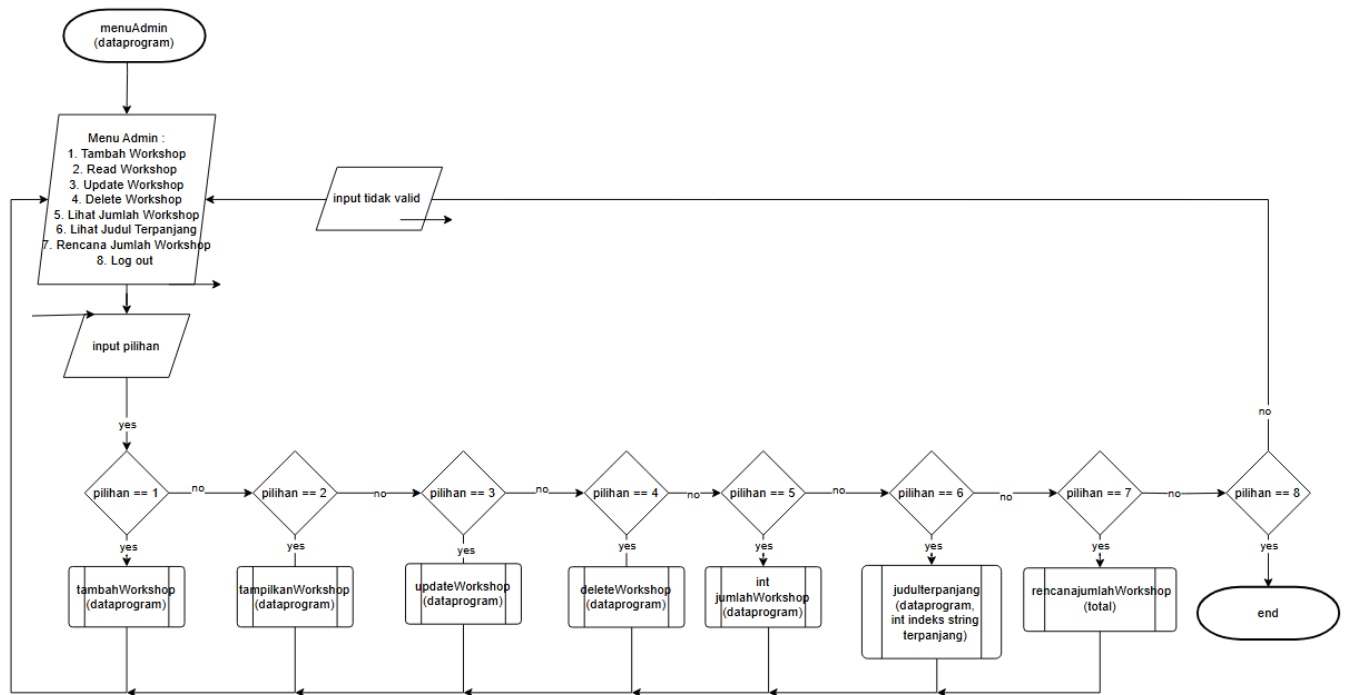 menuAdmin
(dataprogram)
Menu Admin :
1. Tambah Workshop
2. Read Workshop
3. Update Workshop
4. Delete Workshop
5. Lihat Jumlah Workshop
6. Lihat Judul Terpanjang
7. Rencana Jumlah Workshop
8. Log out
input tidak valid
input pilihan
yes
no
pilihan == 1
no
pilihan == 2
no
pilihan == 3
no
pilihan == 4
no
pilihan == 5
no
pilihan == 6
no
pilihan == 7
no
pilihan == 8
yes
yes
yes
yes
yes
yes
yes
yes
tambahWorkshop
(dataprogram)
tampilkanWorkshop
(dataprogram)
updateWorkshop
(dataprogram)
deleteWorkshop
(dataprogram)
int
jumlahWorkshop
(dataprogram)
judulterpanjang
(dataprogram,
int indeks string
terpanjang)
rencanajumlahWorkshop
(total)
end